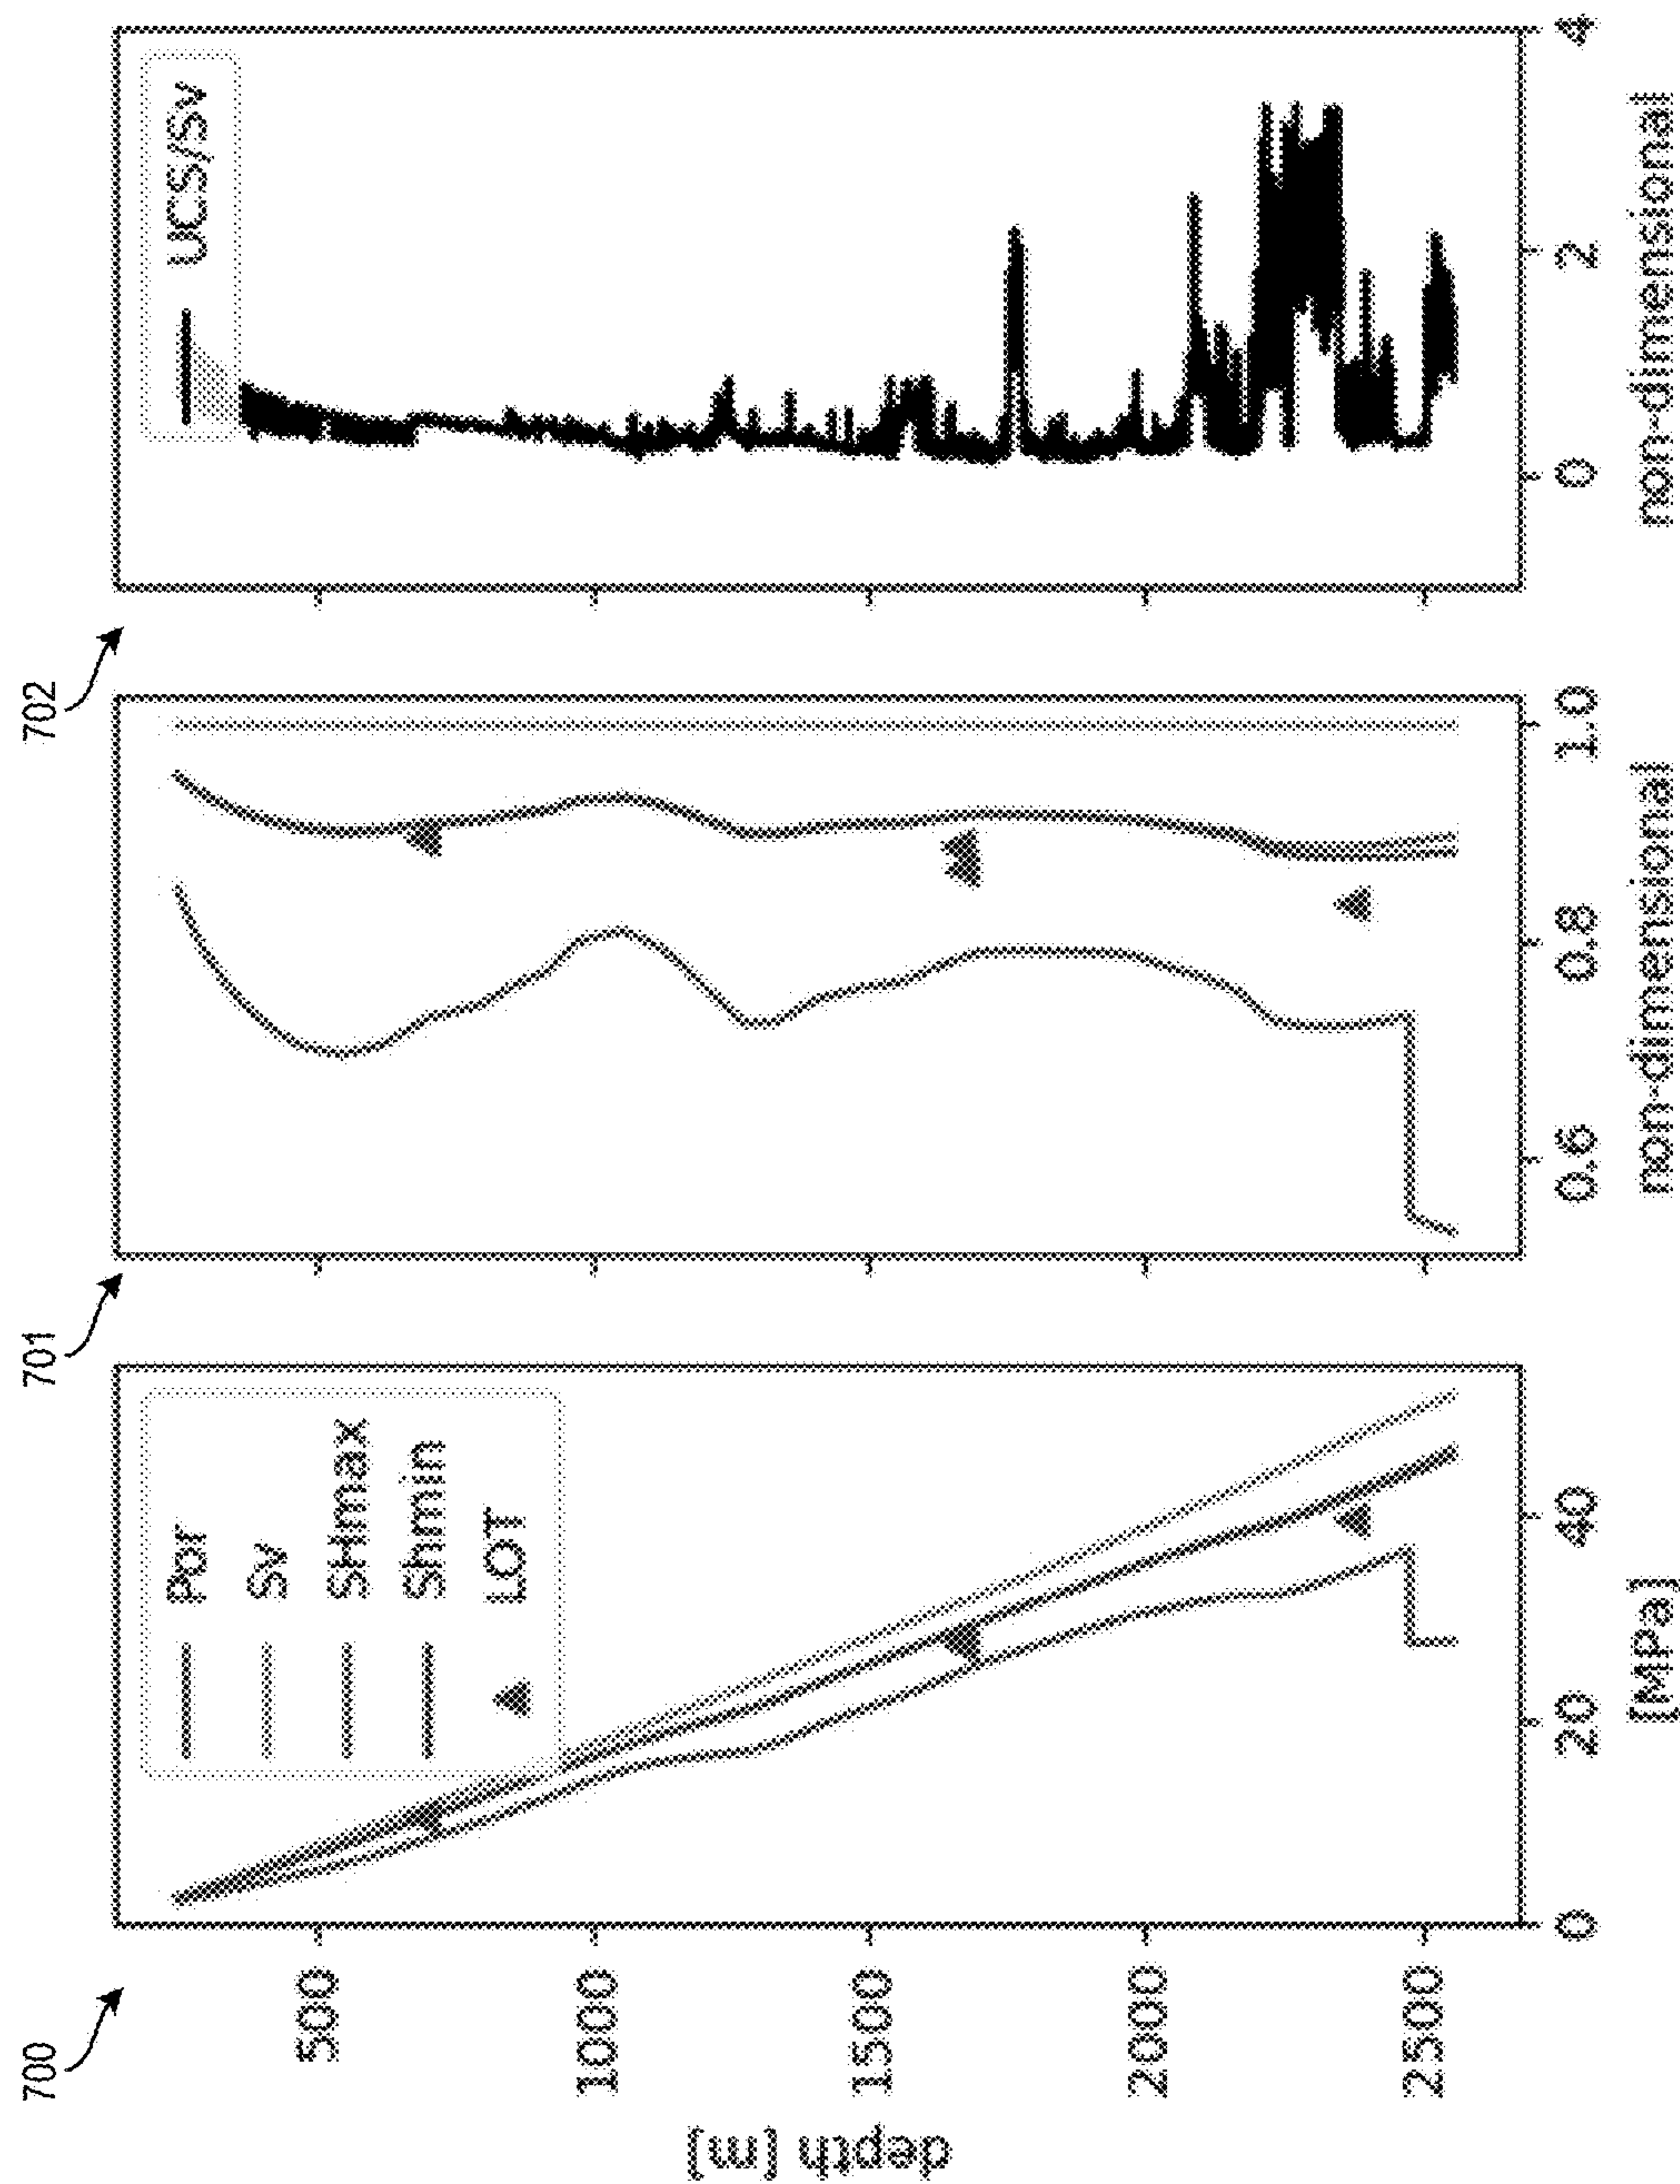 700
701
702
depth [m]
500
1000
1500
2000
2500
Por
Sv
SHmax
Shmin
LOT
0
20
40
[MPa]
0.6
0.8
1.0
non-dimensional
UCS/Sv
0
2
4
non-dimensional